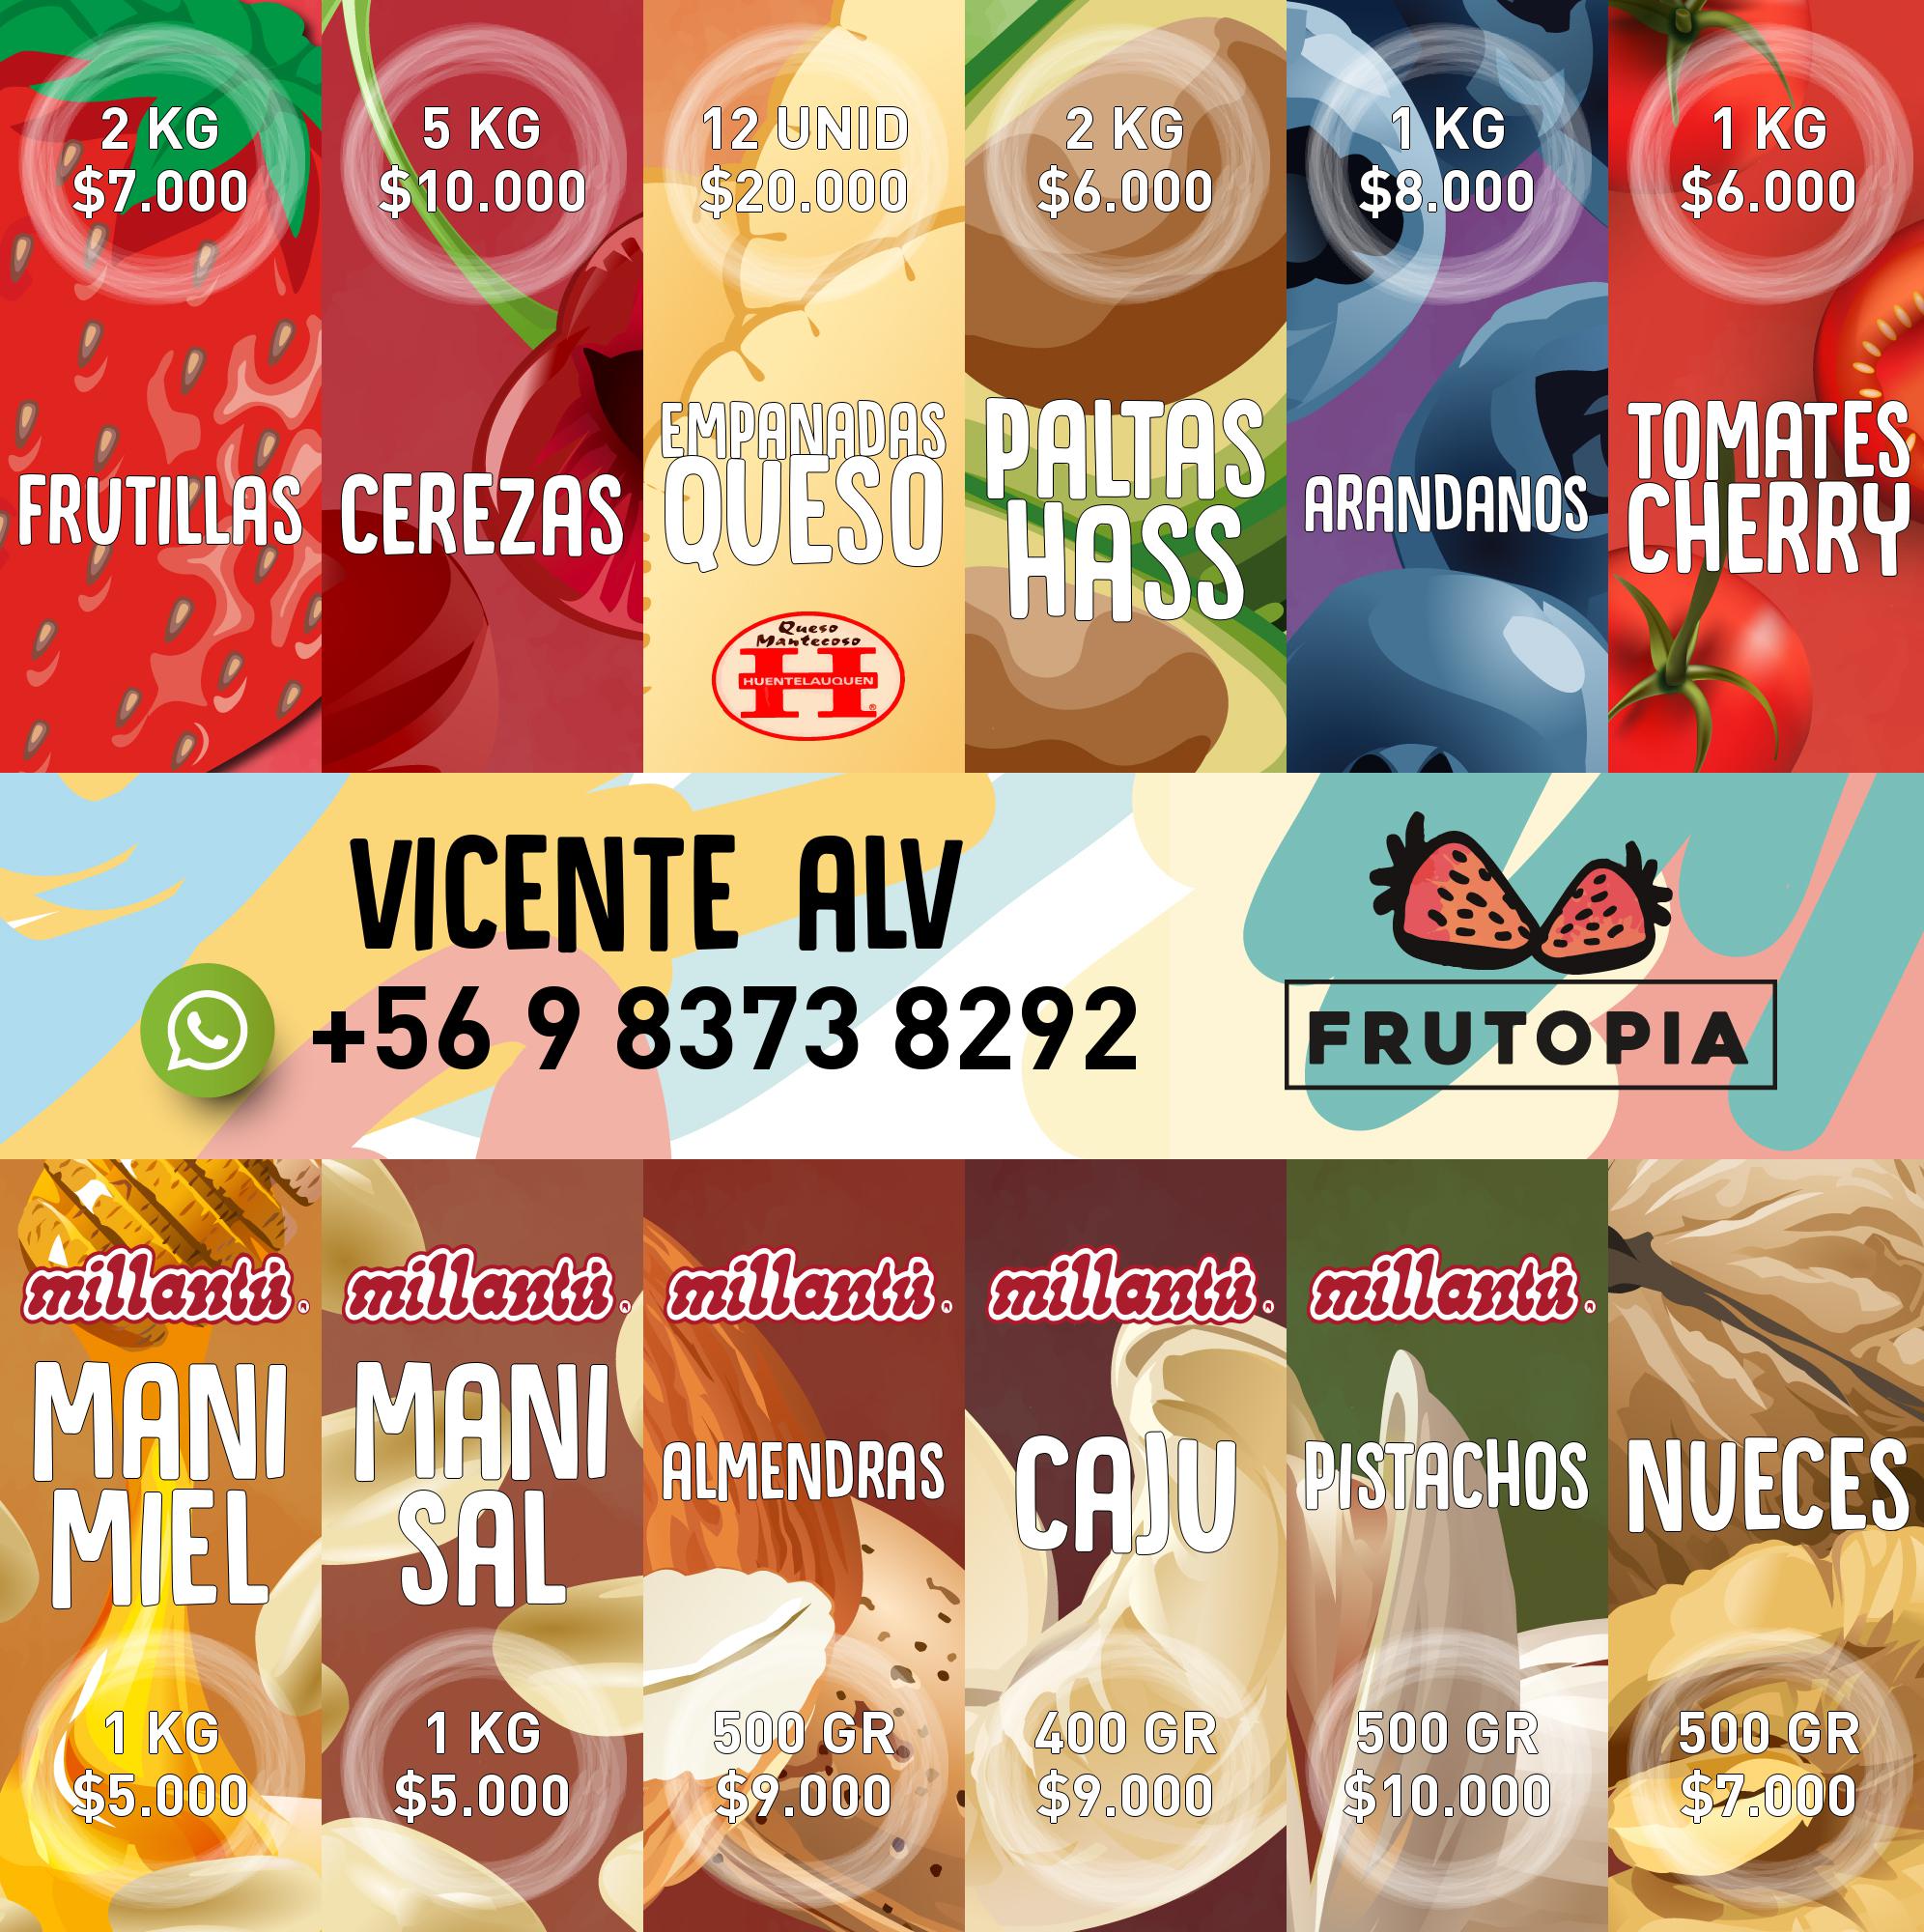 2 KG
$7.000
FRUTILLAS
5 KG
$10.000
CEREZAS
12 UNID
$20.000
EMPANADAS
QUESO
Queso
Mantecoso
H
HUENTELAUQUEN
®
2 KG
$6.000
PALTAS
HASS
1 KG
$8.000
ARANDANOS
1 KG
$6.000
TOMATES
CHERRY
VICENTE ALV
+56 9 8373 8292
FRUTOPIA
millantú®
MANI
MIEL
1 KG
$5.000
millantú®
MANI
SAL
1 KG
$5.000
millantú®
ALMENDRAS
500 GR
$9.000
millantú®
CAJU
400 GR
$9.000
millantú®
PISTACHOS
500 GR
$10.000
NUECES
500 GR
$7.000